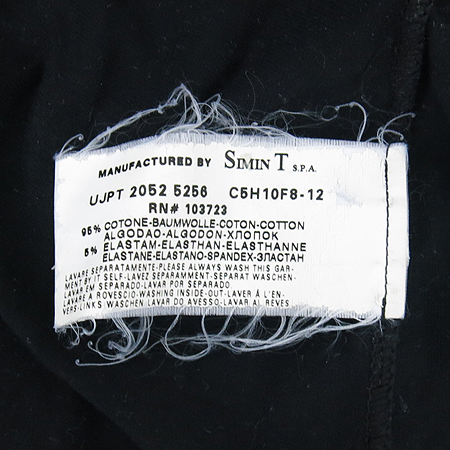 MANUFACTURED BY SIMIN T S.P.A.
UJPT 2052 5256 C5H10F8-12
RN# 103723
95% COTONE-BAUMWOLLE-COTON-COTTON
ALGODAO-ALGODON-ХЛОПОК
5% ELASTAM-ELASTHAN-ELASTHANNE
ELASTANE-ELASTANO-SPANDEX-ЭЛАСТАН
LAVARE SEPARATAMENTE-PLEASE ALWAYS WASH THIS GAR-
MENT BY IT SELF-LAVEZ SEPARAMMENT-SEPARAT WASCHEN-
LAVAR EM SEPARADO-LAVAR POR SEPARADO
LAVARE A ROVESCIO-WASHING INSIDE-OUT-LAVER À L'EN-
VERS-LINKS WASCHEN LAVAR DO AVESSO-LAVAR AL REVES